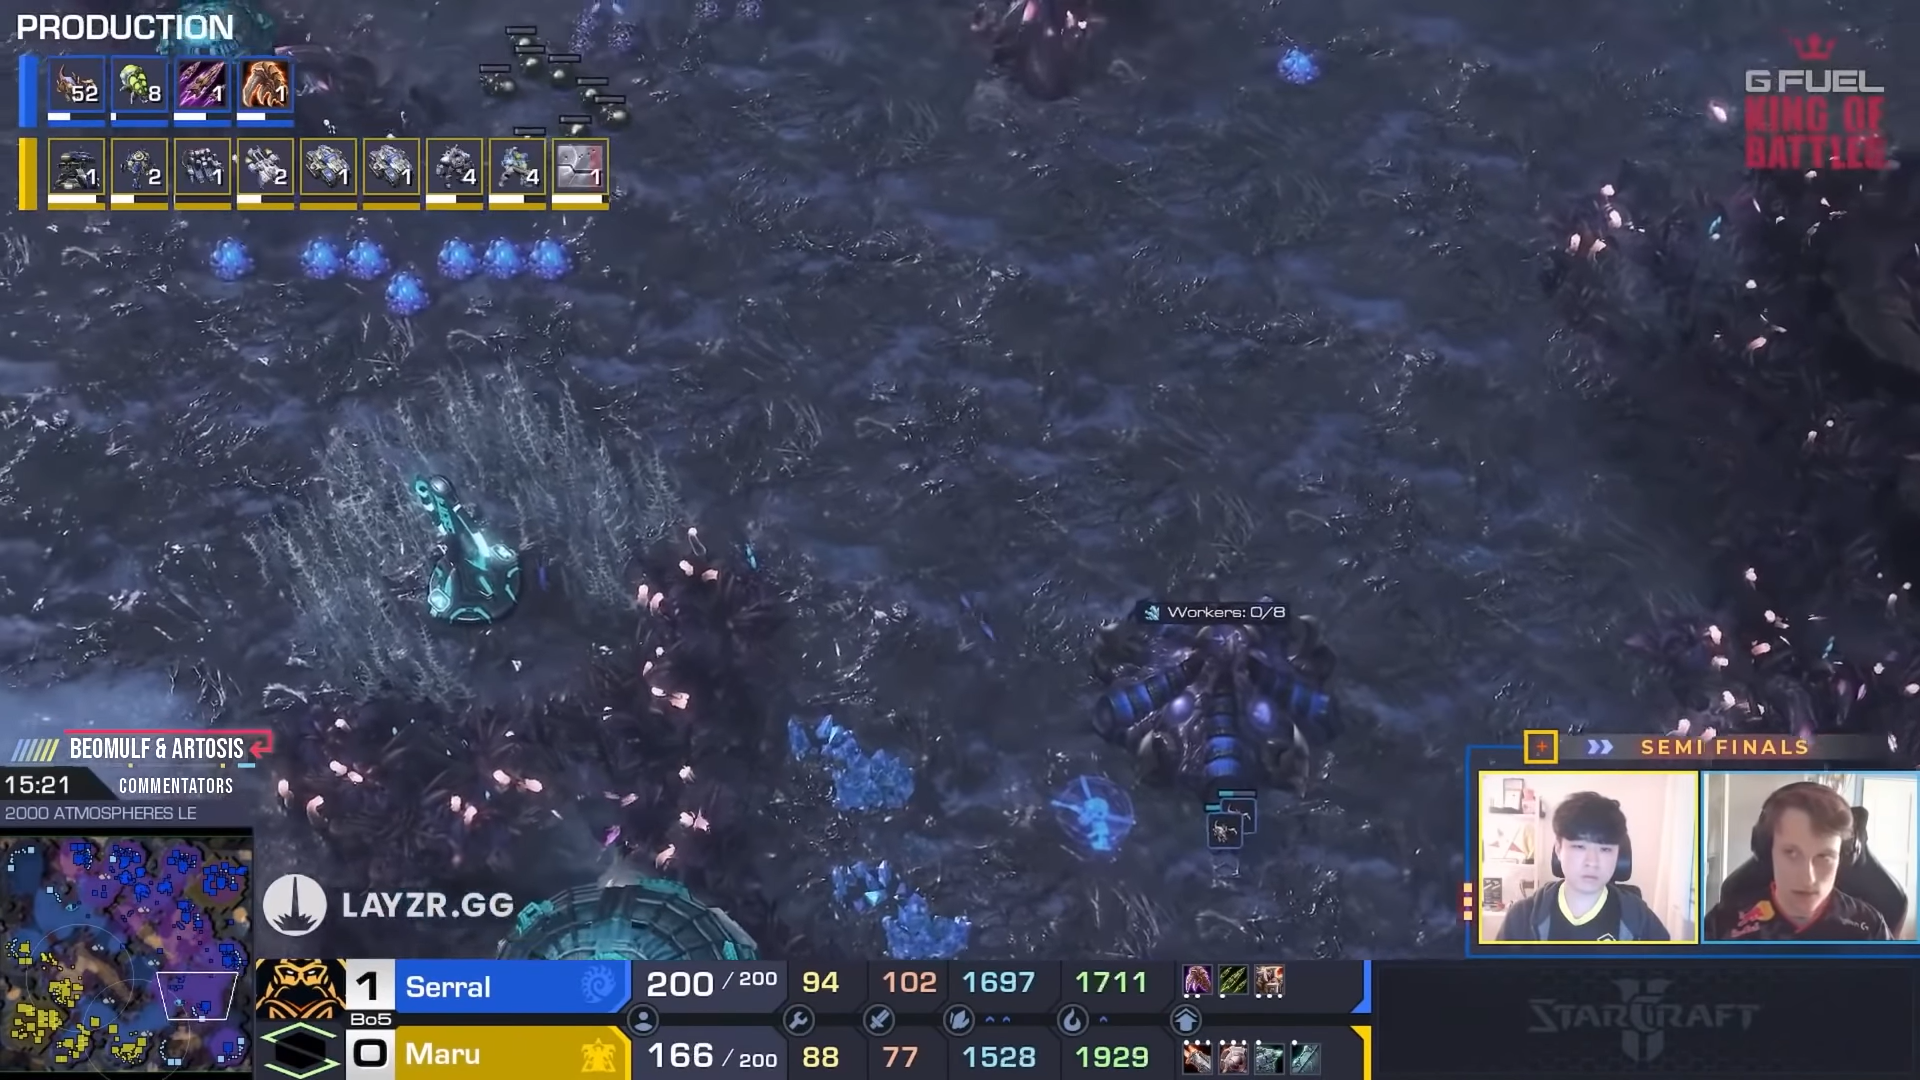 PRODUCTION
52 8 1 1
1 2 1 2 1 1 4 4 1
G FUEL
KING OF
BATTLES
Workers: 0/8
BEOMULF & ARTOSIS
15:21 COMMENTATORS
2000 ATMOSPHERES LE
SEMI FINALS
LAYZR.GG
1 Serral 200 / 200 94 102 1697 1711
Bo5
0 Maru 166 / 200 88 77 1528 1929
STARCRAFT
II